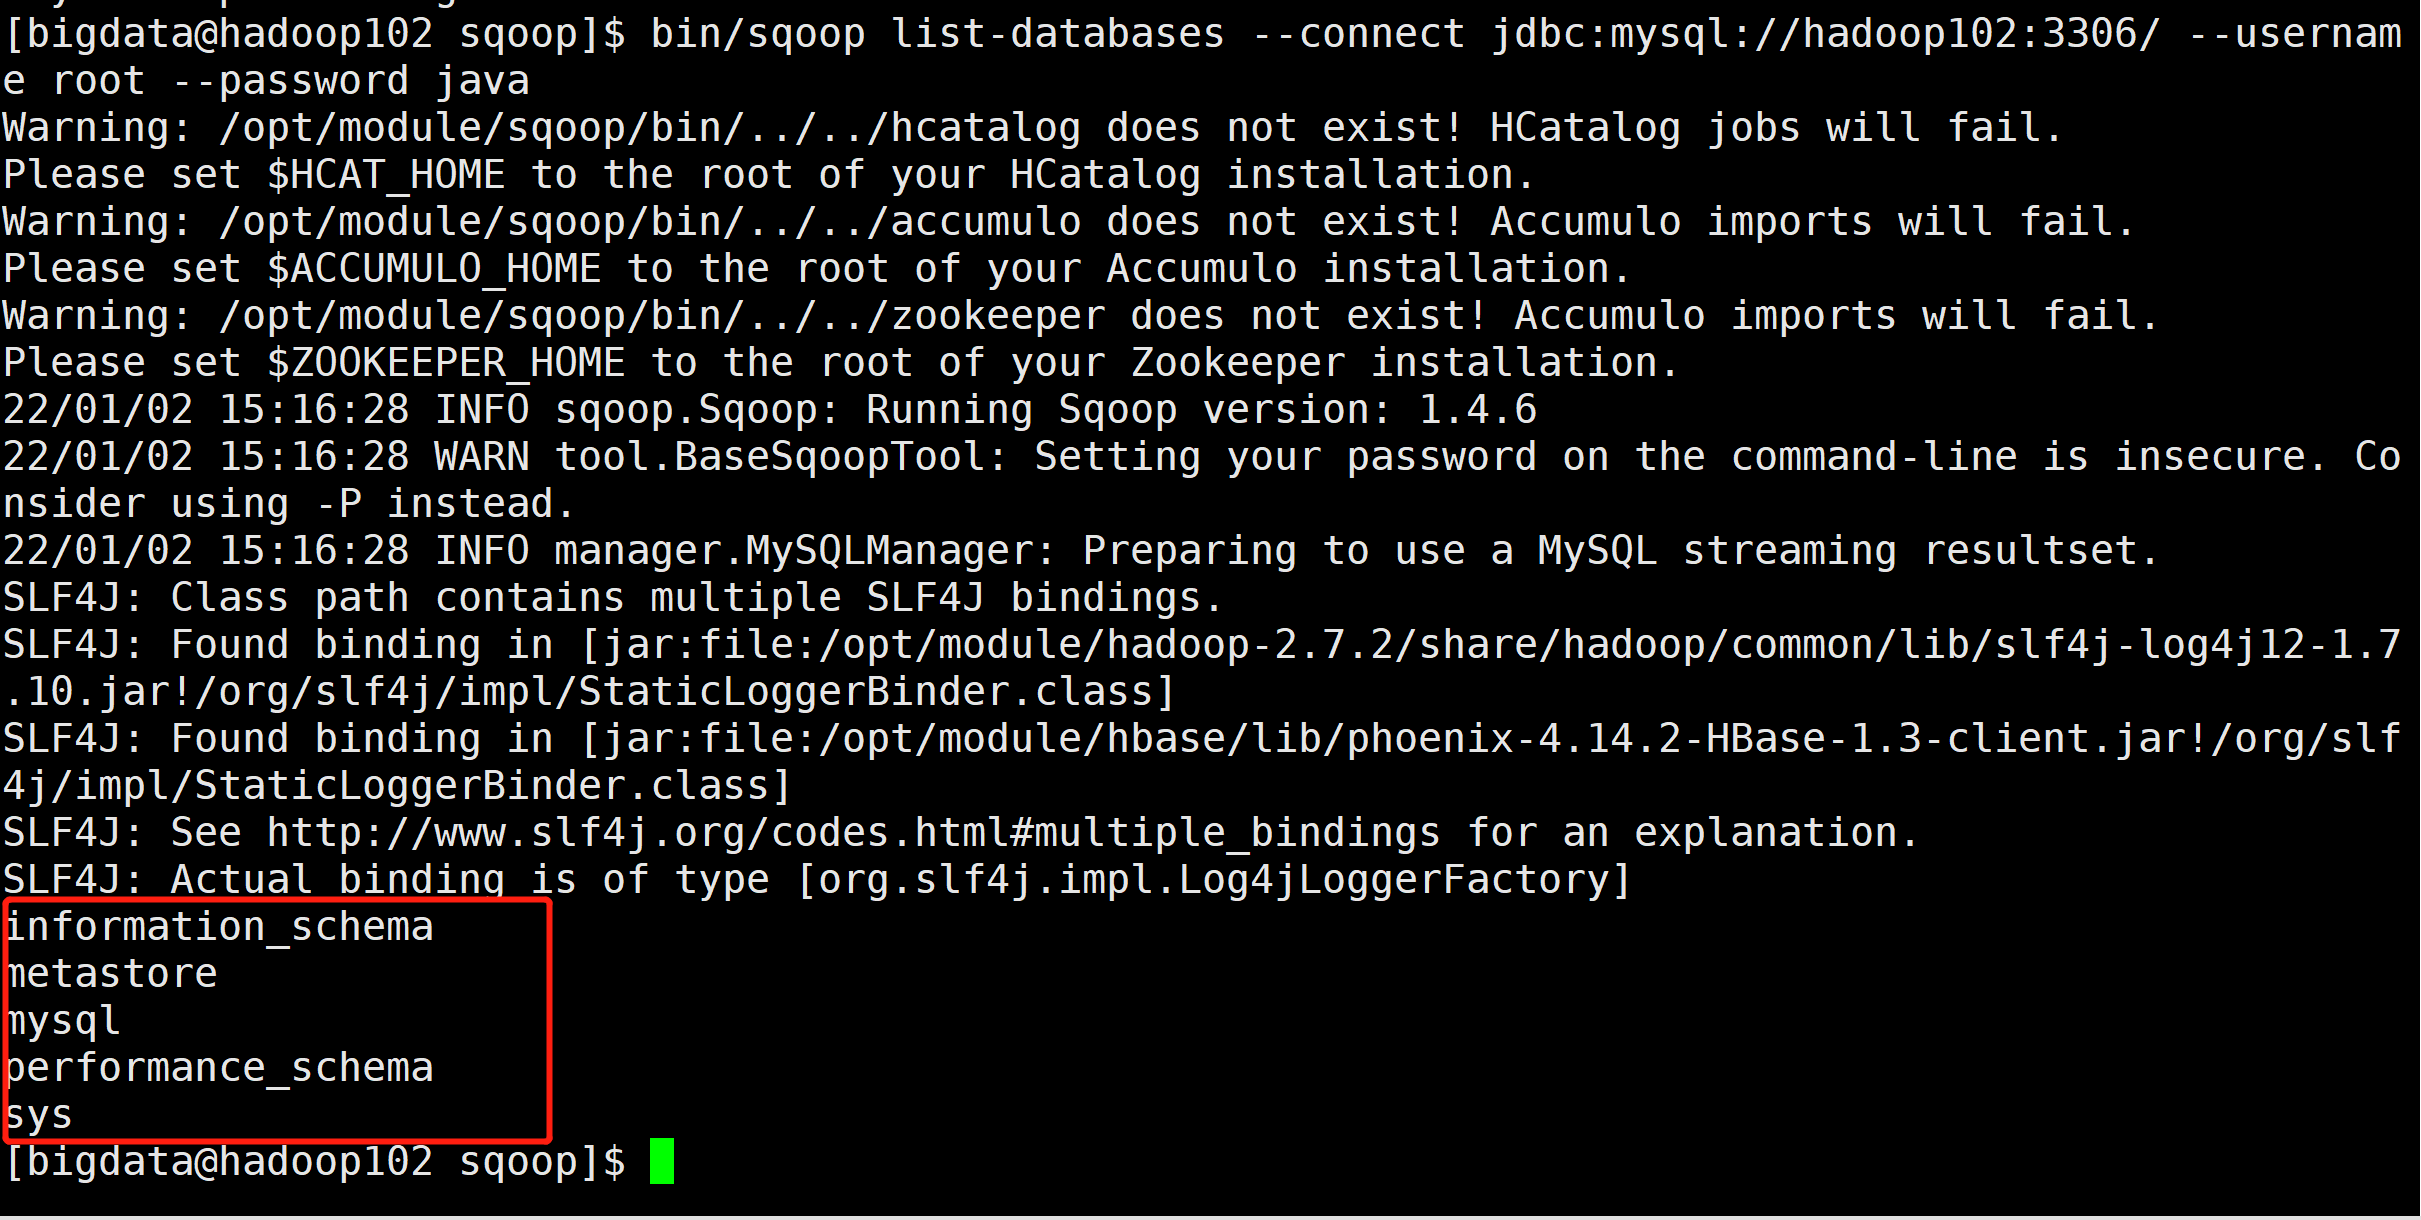 [bigdata@hadoop102 sqoop]$ bin/sqoop list-databases --connect jdbc:mysql://hadoop102:3306/ --usernam
e root --password java
Warning: /opt/module/sqoop/bin/../../hcatalog does not exist! HCatalog jobs will fail.
Please set $HCAT_HOME to the root of your HCatalog installation.
Warning: /opt/module/sqoop/bin/../../accumulo does not exist! Accumulo imports will fail.
Please set $ACCUMULO_HOME to the root of your Accumulo installation.
Warning: /opt/module/sqoop/bin/../../zookeeper does not exist! Accumulo imports will fail.
Please set $ZOOKEEPER_HOME to the root of your Zookeeper installation.
22/01/02 15:16:28 INFO sqoop.Sqoop: Running Sqoop version: 1.4.6
22/01/02 15:16:28 WARN tool.BaseSqoopTool: Setting your password on the command-line is insecure. Co
nsider using -P instead.
22/01/02 15:16:28 INFO manager.MySQLManager: Preparing to use a MySQL streaming resultset.
SLF4J: Class path contains multiple SLF4J bindings.
SLF4J: Found binding in [jar:file:/opt/module/hadoop-2.7.2/share/hadoop/common/lib/slf4j-log4j12-1.7
.10.jar!/org/slf4j/impl/StaticLoggerBinder.class]
SLF4J: Found binding in [jar:file:/opt/module/hbase/lib/phoenix-4.14.2-HBase-1.3-client.jar!/org/slf
4j/impl/StaticLoggerBinder.class]
SLF4J: See http://www.slf4j.org/codes.html#multiple_bindings for an explanation.
SLF4J: Actual binding is of type [org.slf4j.impl.Log4jLoggerFactory]
information_schema
metastore
mysql
performance_schema
sys
[bigdata@hadoop102 sqoop]$